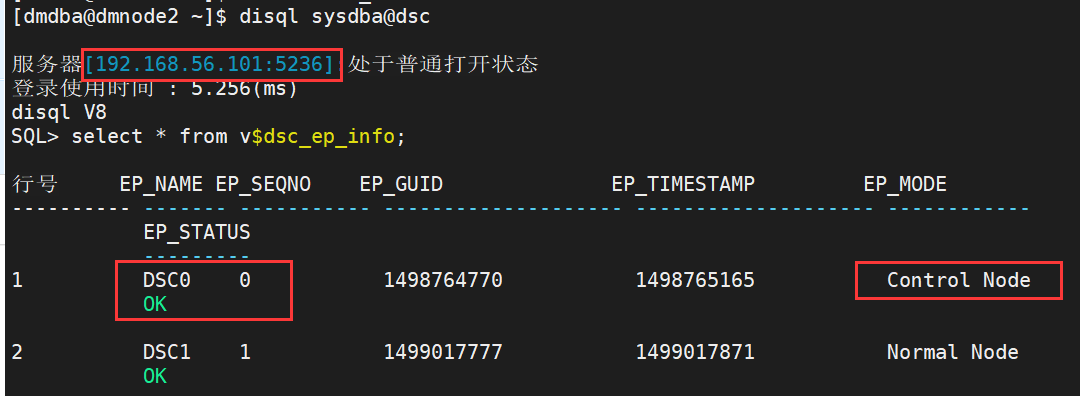 [dmdba@dmnode2 ~]$ disql sysdba@dsc
服务器[192.168.56.101:5236]:处于普通打开状态
登录使用时间 : 5.256(ms)
disql V8
SQL> select * from v$dsc_ep_info;
行号 EP_NAME EP_SEQNO EP_GUID EP_TIMESTAMP EP_MODE
---------- ------- ----------- -------------------- -------------------- ------------
EP_STATUS
---------
1 DSC0 0 1498764770 1498765165 Control Node
OK
2 DSC1 1 1499017777 1499017871 Normal Node
OK